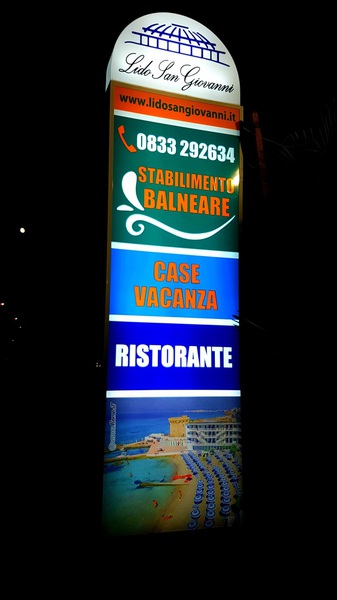 Lido San Giovanni
www.lidosangiovanni.it
0833 292634
STABILIMENTO
BALNEARE
CASE
VACANZA
RISTORANTE